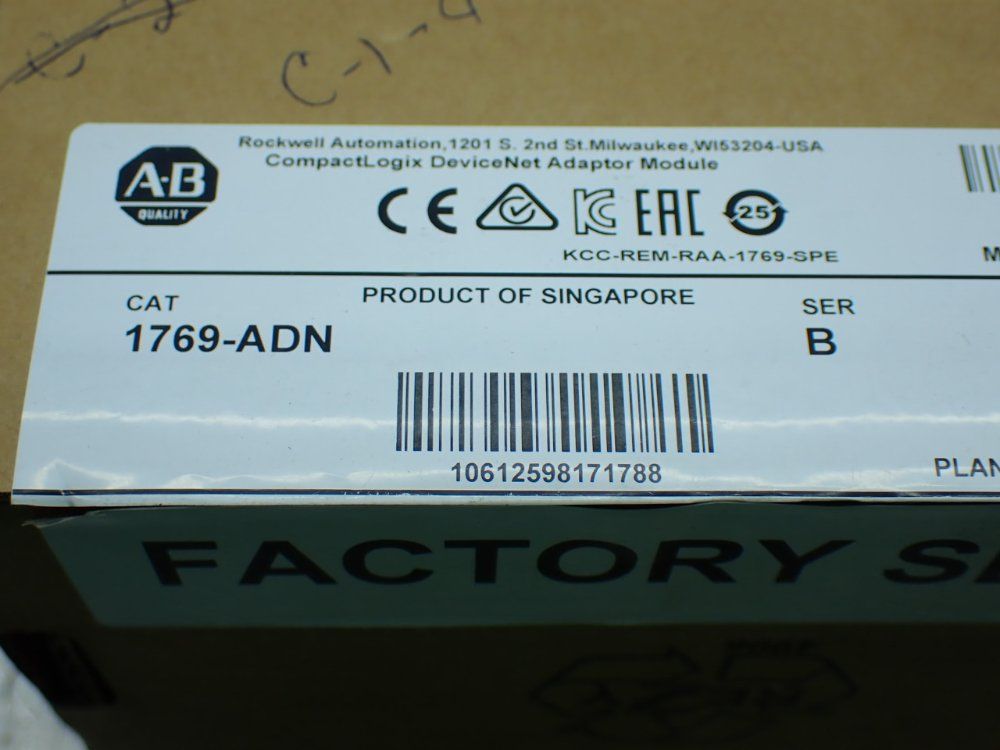 C-1-4
Rockwell Automation,1201 S. 2nd St.Milwaukee,WI53204-USA
CompactLogix DeviceNet Adaptor Module
A-B
QUALITY
CE KC EAC 25
KCC-REM-RAA-1769-SPE
M
CAT
PRODUCT OF SINGAPORE
SER
1769-ADN
B
10612598171788
PLAN
FACTORY S